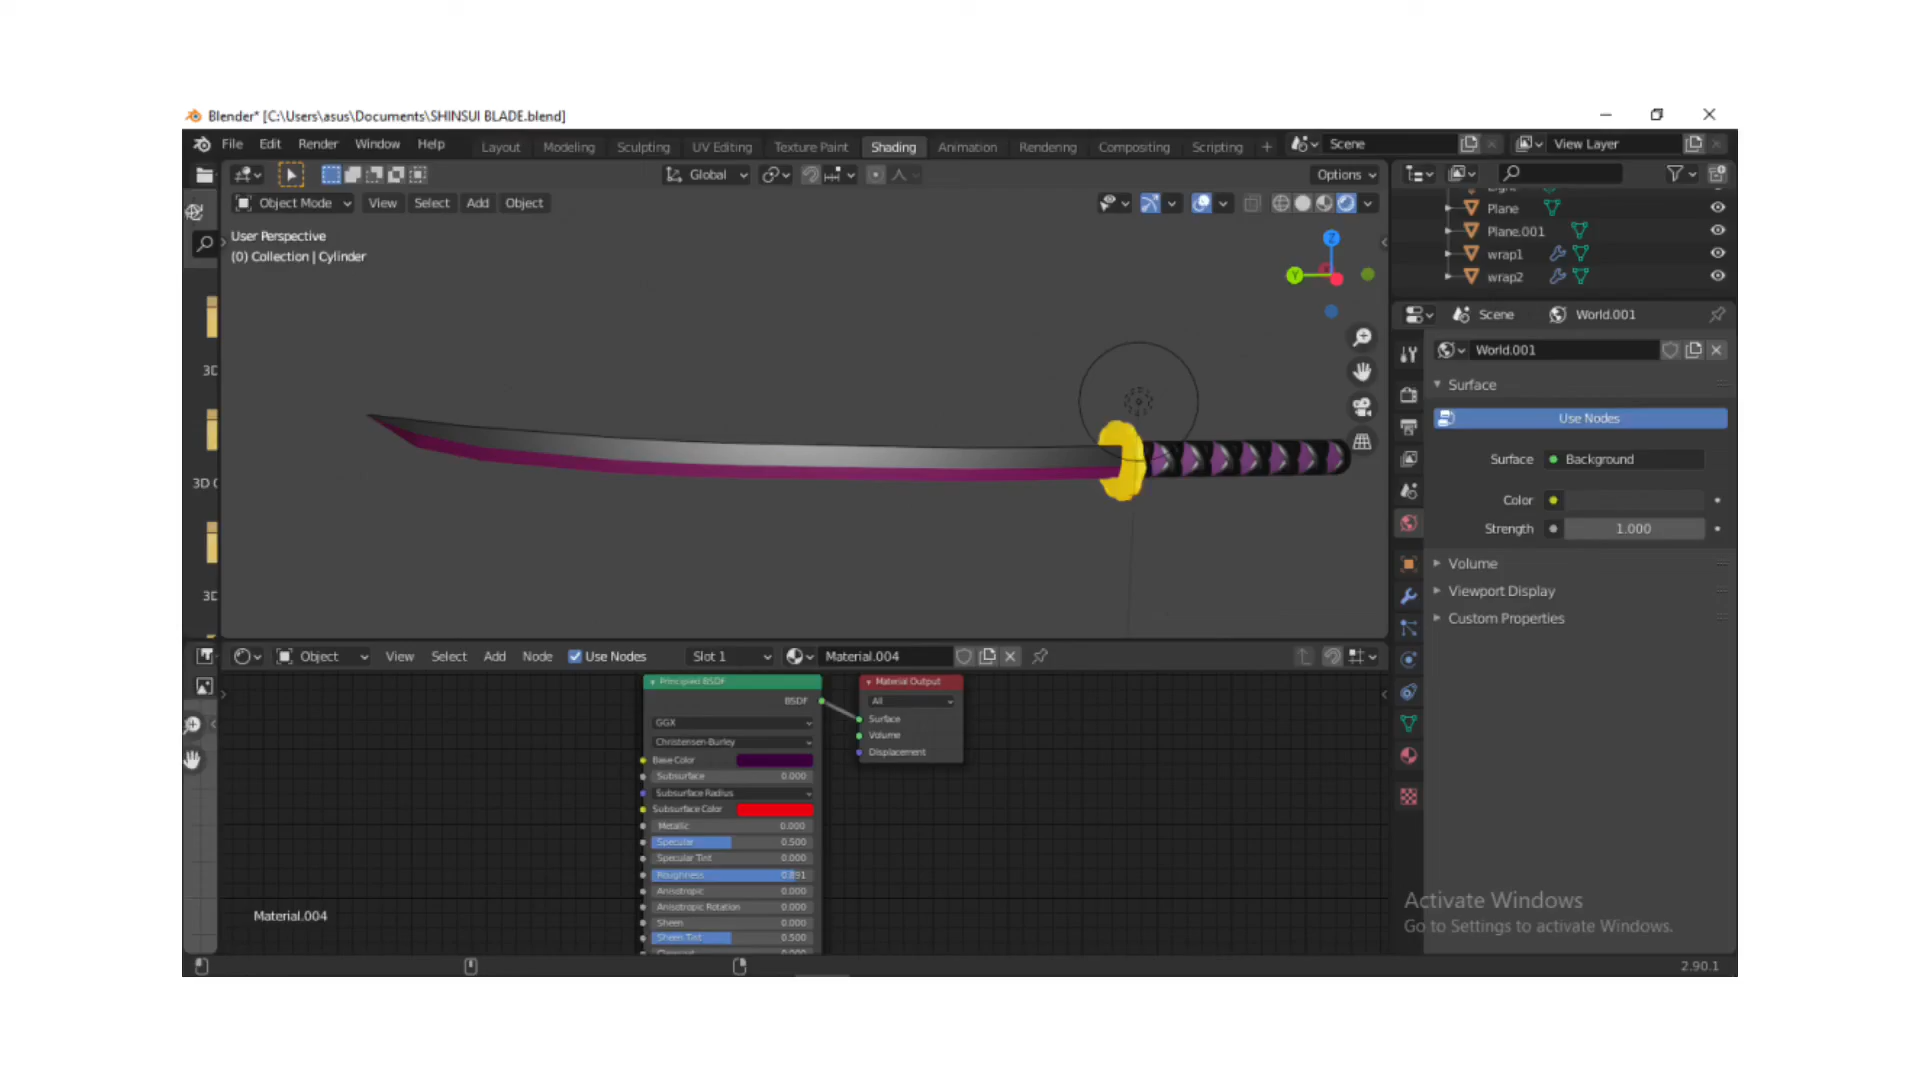 Blender* [C:\Users\asus\Documents\SHINSUI BLADE.blend]
File Edit Render Window Help Layout Modeling Sculpting UV Editing Texture Paint Shading Animation Rendering Compositing Scripting + Scene View Layer
Global Options
Object Mode View Select Add Object
User Perspective
(0) Collection | Cylinder
Z
Y
Light
Plane
Plane.001
wrap1
wrap2
Scene World.001
World.001
Surface
Use Nodes
Surface Background
Color
Strength 1.000
Volume
Viewport Display
Custom Properties
3D
3D C
3D
Object View Select Add Node Use Nodes Slot 1 Material.004
Principled BSDF
BSDF
GGX
Christensen-Burley
Base Color
Subsurface 0.000
Subsurface Radius
Subsurface Color
Metallic 0.000
Specular 0.500
Specular Tint 0.000
Roughness 0.891
Anisotropic 0.000
Anisotropic Rotation 0.000
Sheen 0.000
Sheen Tint 0.500
Material Output
All
Surface
Volume
Displacement
Material.004
Activate Windows
Go to Settings to activate Windows.
2.90.1